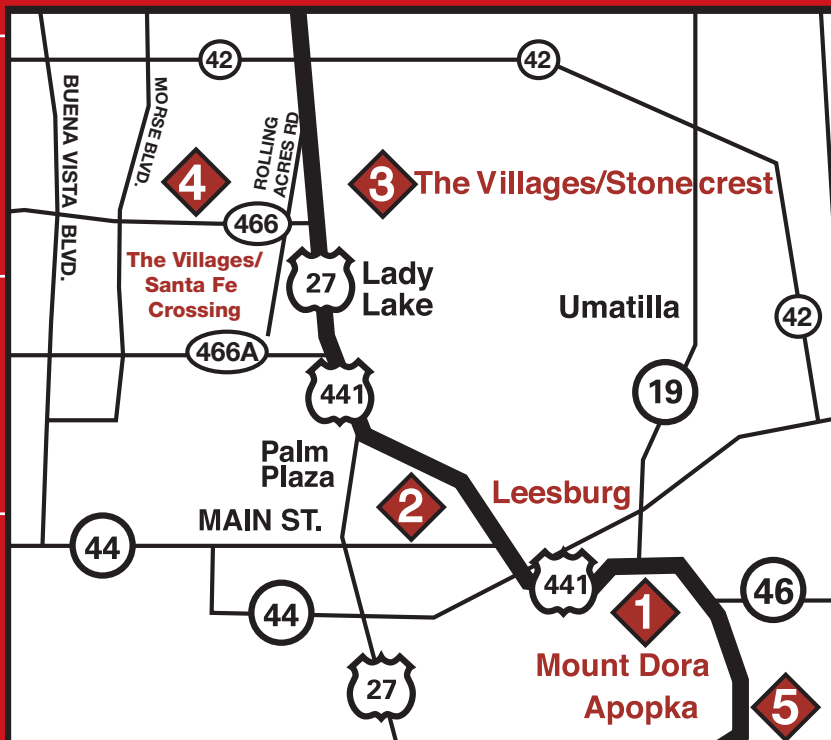 42
42
BUENA VISTA BLVD.
MORSE BLVD.
ROLLING
ACRES RD
4
3
The Villages/Stonecrest
466
The Villages/
Santa Fe
Crossing
27
Lady
Lake
Umatilla
42
466A
441
19
Palm
Plaza
2
Leesburg
MAIN ST.
44
44
441
1
46
Mount Dora
27
Apopka
5